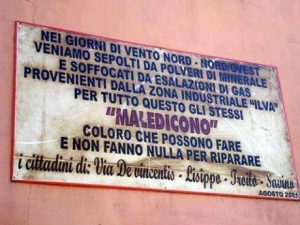 NEI GIORNI DI VENTO NORD - NORDOVEST
VENIAMO SEPOLTI DA POLVERI DI MINERALE
E SOFFOCATI DA ESALAZIONI DI GAS
PROVENIENTI DALLA ZONA INDUSTRIALE "ILVA"
PER TUTTO QUESTO GLI STESSI
"MALEDICONO"
COLORO CHE POSSONO FARE
E NON FANNO NULLA PER RIPARARE
i cittadini di: Via De vincentis - Lisippo - Troilo - Savino
AGOSTO 2001